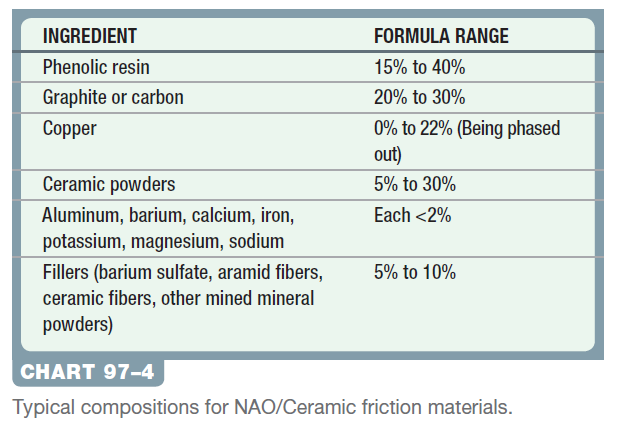 INGREDIENT FORMULA RANGE
Phenolic resin 15% to 40%
Graphite or carbon 20% to 30%
Copper 0% to 22% (Being phased
out)
Ceramic powders 5% to 30%
Aluminum, barium, calcium, iron, Each <2%
potassium, magnesium, sodium
Fillers (barium sulfate, aramid fibers, 5% to 10%
ceramic fibers, other mined mineral
powders)
CHART 97–4
Typical compositions for NAO/Ceramic friction materials.